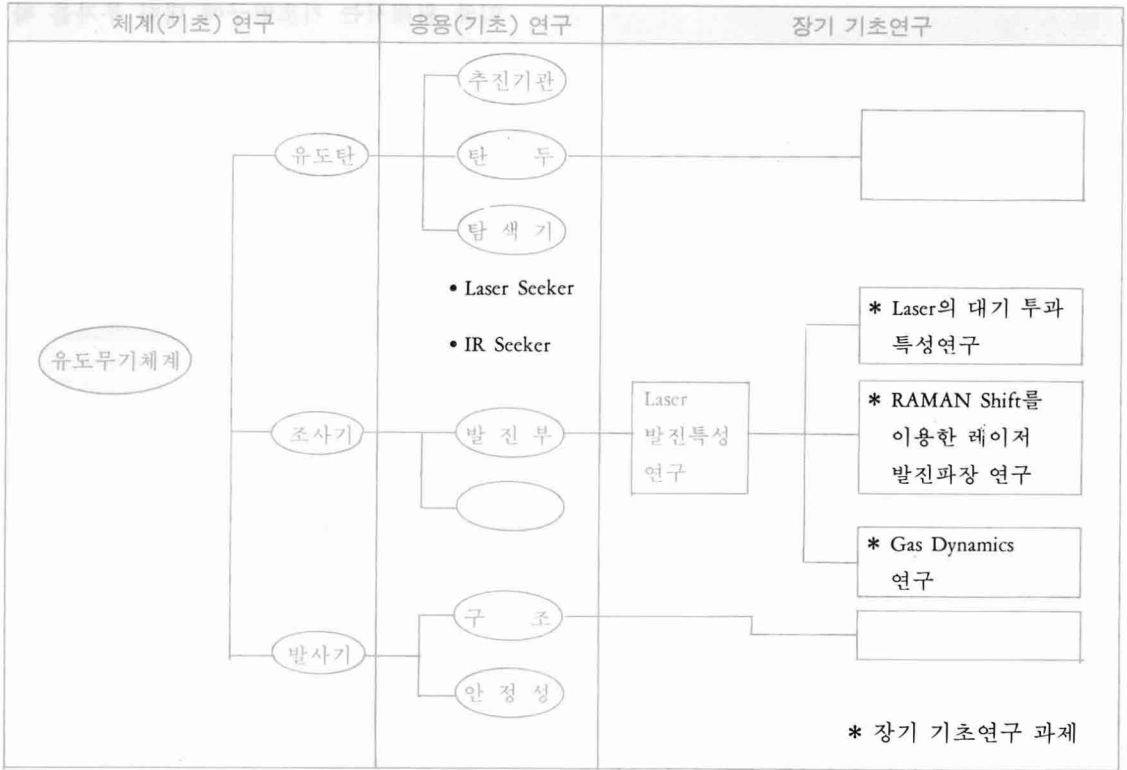 체계(기초) 연구
응용(기초) 연구
장기 기초연구
추진기관
유도탄
탄 두
탐 색 기
• Laser Seeker
• IR Seeker
유도무기체계
조사기
발 진 부
Laser
발진특성
연구
* Laser의 대기 투과
특성연구
* RAMAN Shift를
이용한 레이저
발진파장 연구
* Gas Dynamics
연구
발사기
구 조
안 정 성
* 장기 기초연구 과제